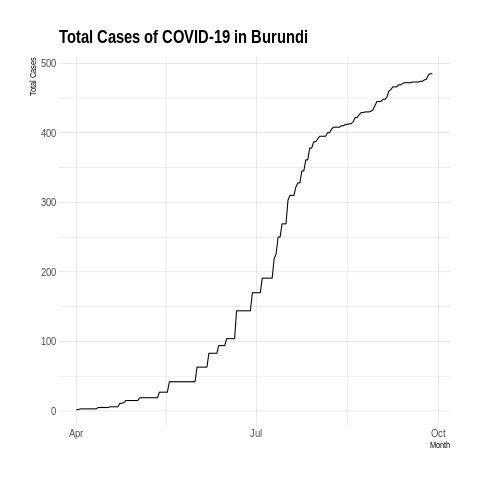 Total Cases of COVID-19 in Burundi
Total Cases
500
400
300
200
100
0
Apr
Jul
Oct
Month